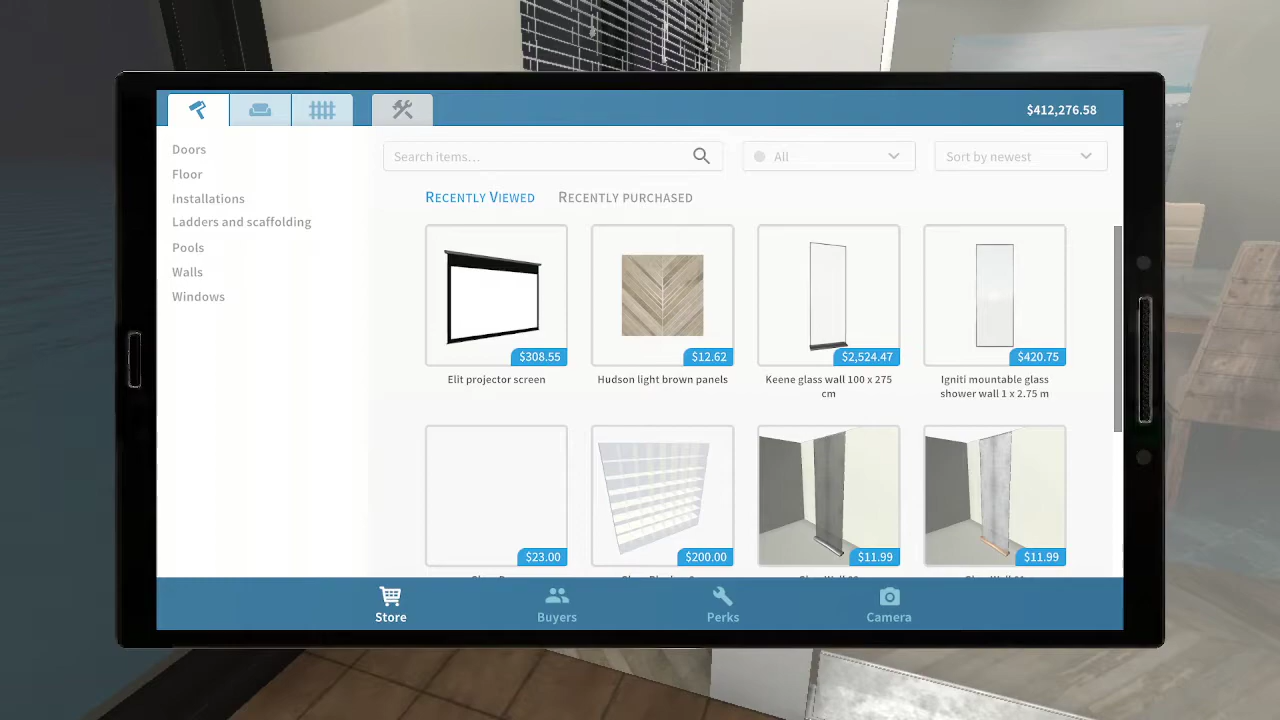 $412,276.58
Doors
Floor
Installations
Ladders and scaffolding
Pools
Walls
Windows
Search items...
All
Sort by newest
Recently Viewed
Recently purchased
$308.55
$12.62
$2,524.47
$420.75
Elit projector screen
Hudson light brown panels
Keene glass wall 100 x 275
cm
Igniti mountable glass
shower wall 1 x 2.75 m
$23.00
$200.00
$11.99
$11.99
Store
Buyers
Perks
Camera